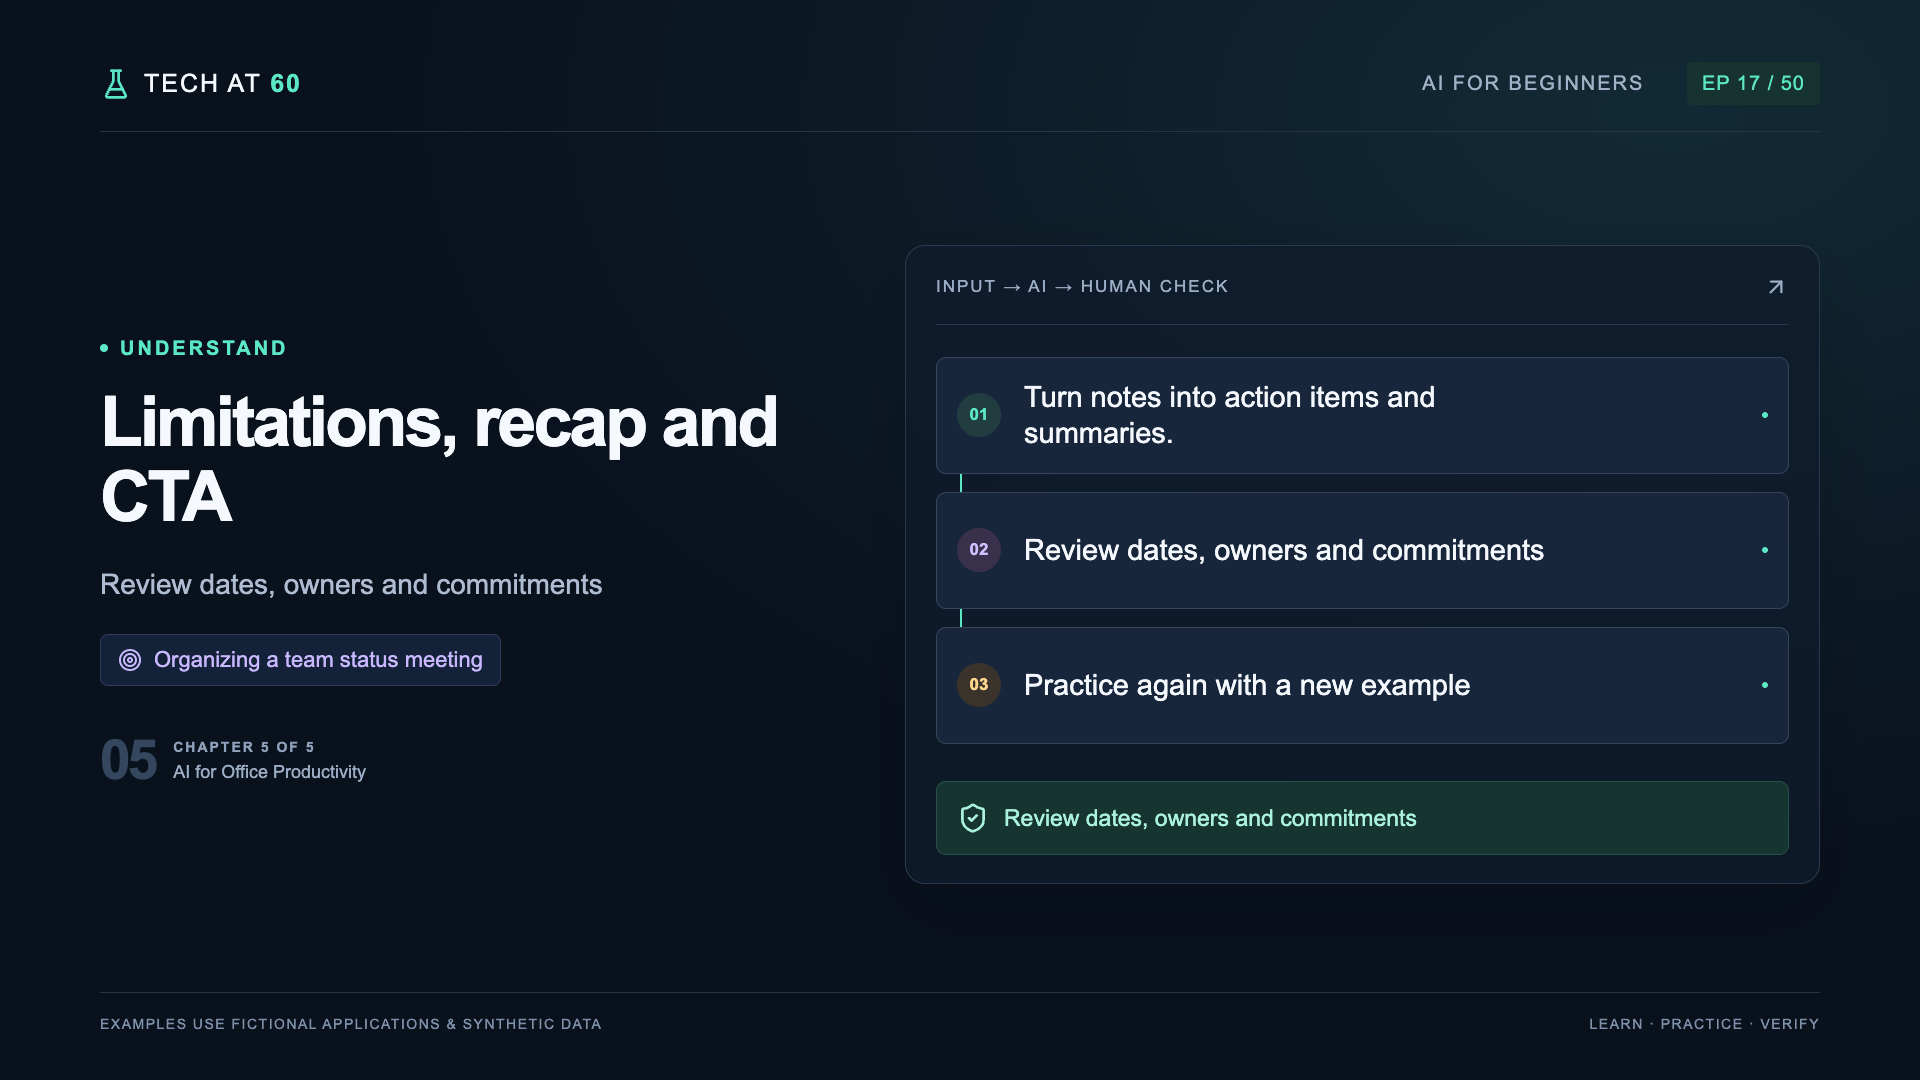 TECH AT 60
AI FOR BEGINNERS
EP 17 / 50
• UNDERSTAND
Limitations, recap and
CTA
Review dates, owners and commitments
Organizing a team status meeting
05
CHAPTER 5 OF 5
AI for Office Productivity
INPUT → AI → HUMAN CHECK
01
Turn notes into action items and
summaries.
02
Review dates, owners and commitments
03
Practice again with a new example
Review dates, owners and commitments
EXAMPLES USE FICTIONAL APPLICATIONS & SYNTHETIC DATA
LEARN · PRACTICE · VERIFY